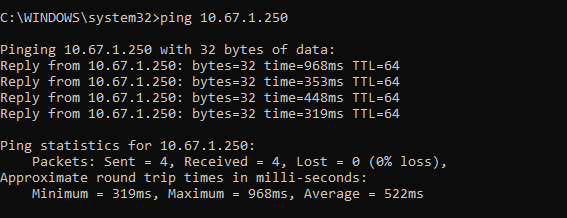 C:\WINDOWS\system32>ping 10.67.1.250
Pinging 10.67.1.250 with 32 bytes of data:
Reply from 10.67.1.250: bytes=32 time=968ms TTL=64
Reply from 10.67.1.250: bytes=32 time=353ms TTL=64
Reply from 10.67.1.250: bytes=32 time=448ms TTL=64
Reply from 10.67.1.250: bytes=32 time=319ms TTL=64
Ping statistics for 10.67.1.250:
    Packets: Sent = 4, Received = 4, Lost = 0 (0% loss),
Approximate round trip times in milli-seconds:
    Minimum = 319ms, Maximum = 968ms, Average = 522ms